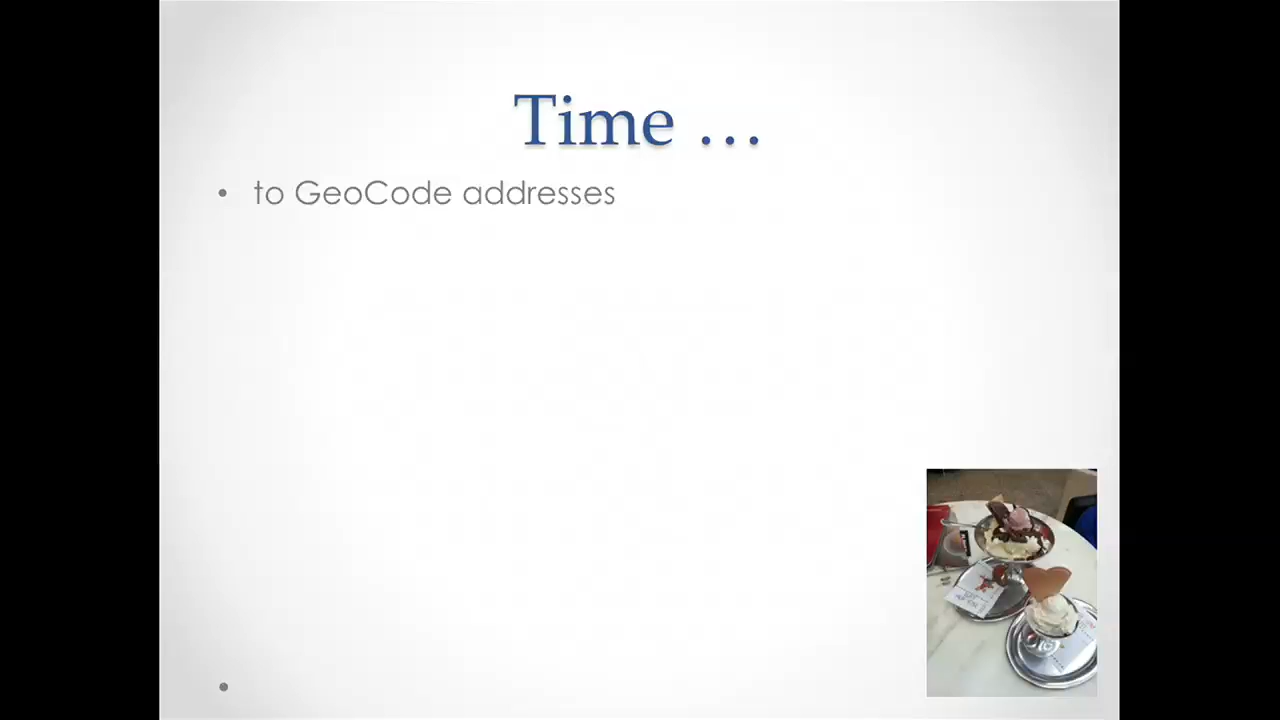 Time …
• to GeoCode addresses
•